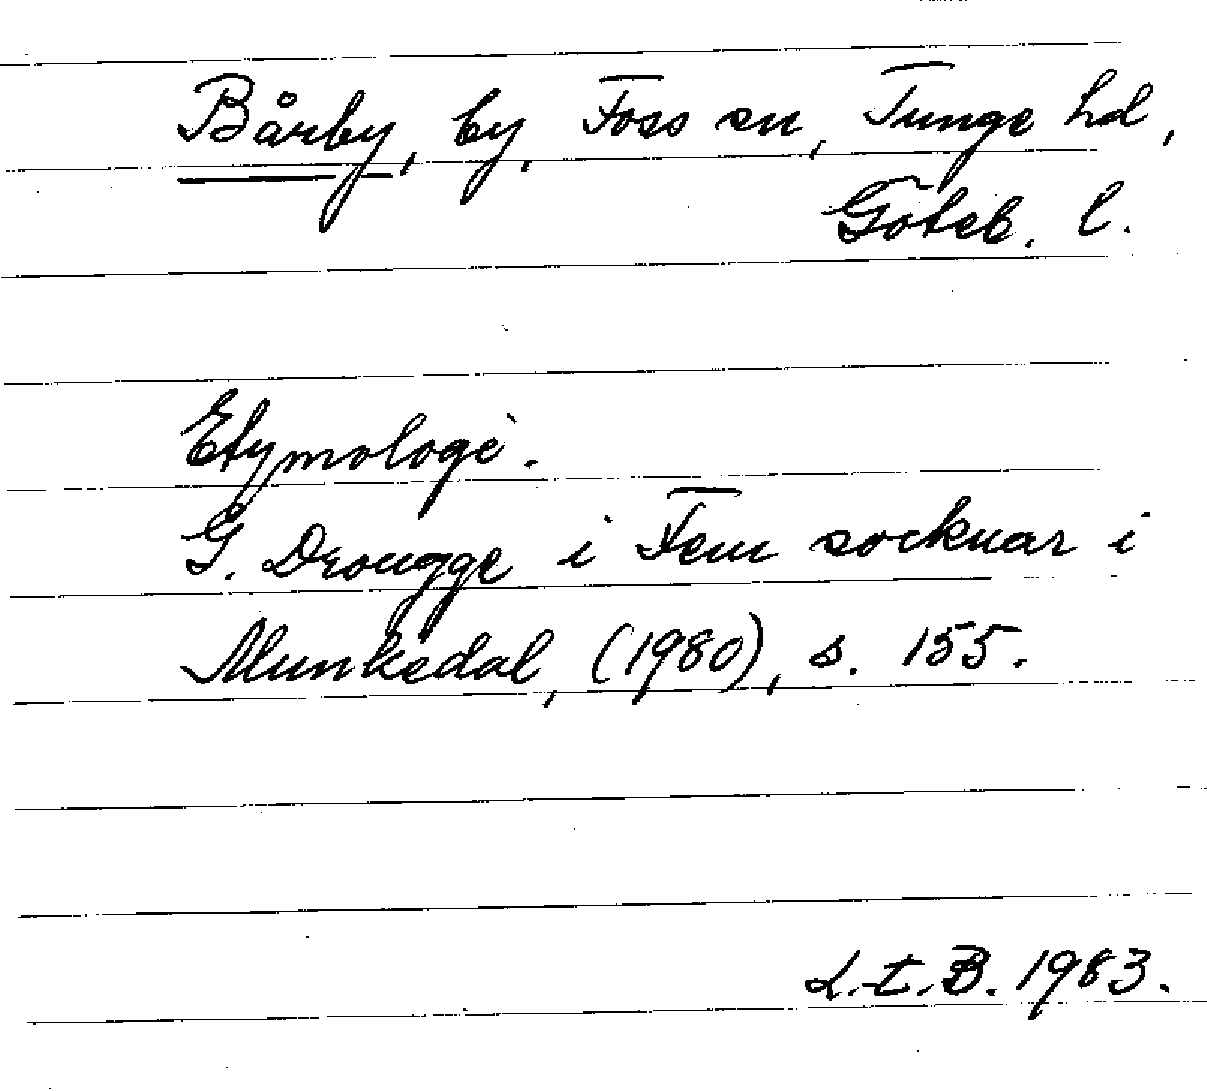 Bårby, by, Foss sn, Tunge hd,
Göteb. l.
Etymologi.
G. Drougge i Fem socknar i
Munkedal, (1980), s. 155.
L.t.B. 1983.